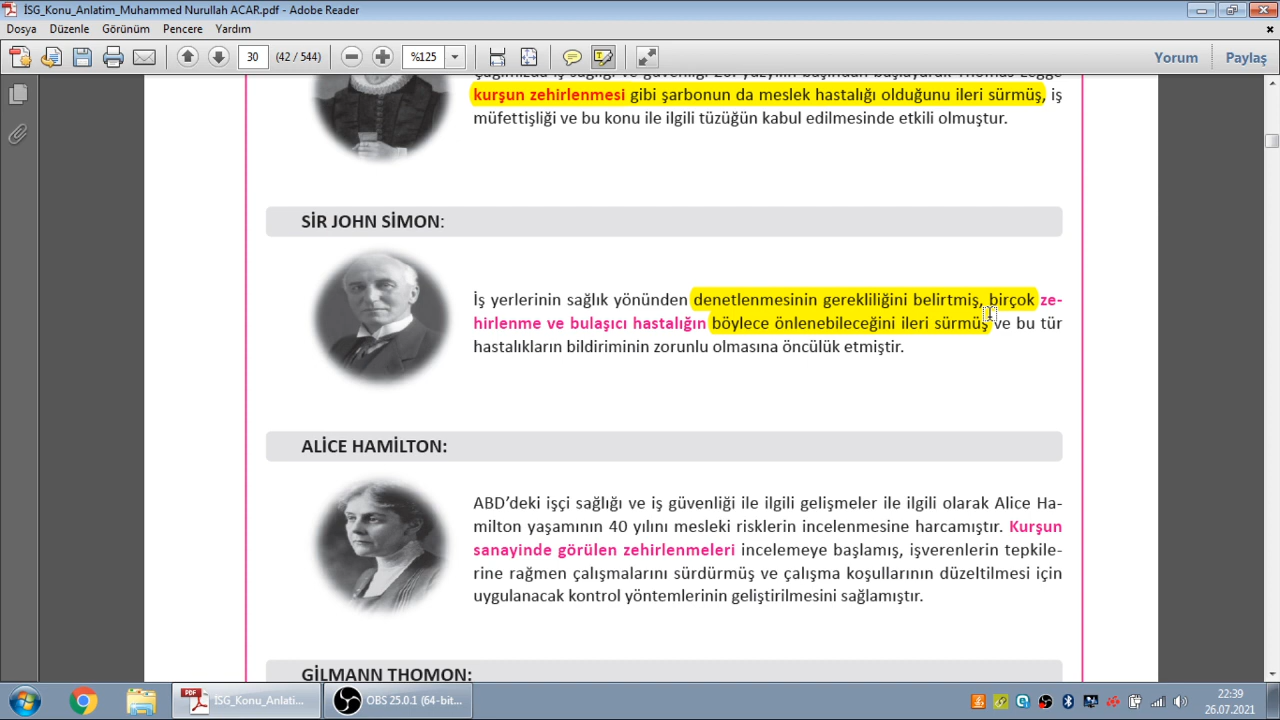 İSG_Konu_Anlatim_Muhammed Nurullah ACAR.pdf - Adobe Reader
Dosya Düzenle Görünüm Pencere Yardım
30 (42 / 544) %125 Yorum Paylaş
kurşun zehirlenmesi gibi şarbonun da meslek hastalığı olduğunu ileri sürmüş, iş
müfettişliği ve bu konu ile ilgili tüzüğün kabul edilmesinde etkili olmuştur.
SİR JOHN SİMON:
İş yerlerinin sağlık yönünden denetlenmesinin gerekliliğini belirtmiş, birçok ze-
hirlenme ve bulaşıcı hastalığın böylece önlenebileceğini ileri sürmüş ve bu tür
hastalıkların bildiriminin zorunlu olmasına öncülük etmiştir.
ALİCE HAMİLTON:
ABD’deki işçi sağlığı ve iş güvenliği ile ilgili gelişmeler ile ilgili olarak Alice Ha-
milton yaşamının 40 yılını mesleki risklerin incelenmesine harcamıştır. Kurşun
sanayinde görülen zehirlenmeleri incelemeye başlamış, işverenlerin tepkile-
rine rağmen çalışmalarını sürdürmüş ve çalışma koşullarının düzeltilmesi için
uygulanacak kontrol yöntemlerinin geliştirilmesini sağlamıştır.
GİLMANN THOMON:
İSG_Konu_Anlati... OBS 25.0.1 (64-bit... 22:39
26.07.2021